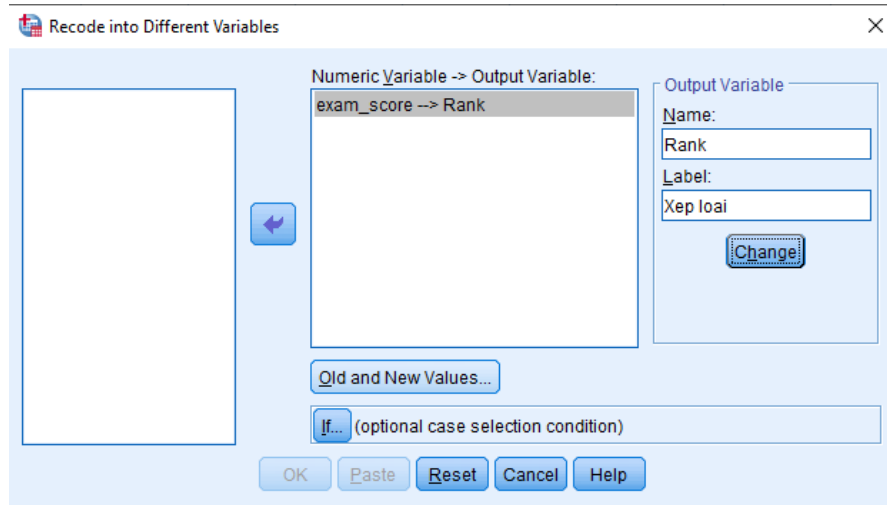 Recode into Different Variables
Numeric Variable -> Output Variable:
exam_score --> Rank
Output Variable
Name:
Rank
Label:
Xep loai
Change
Old and New Values...
If... (optional case selection condition)
OK Paste Reset Cancel Help